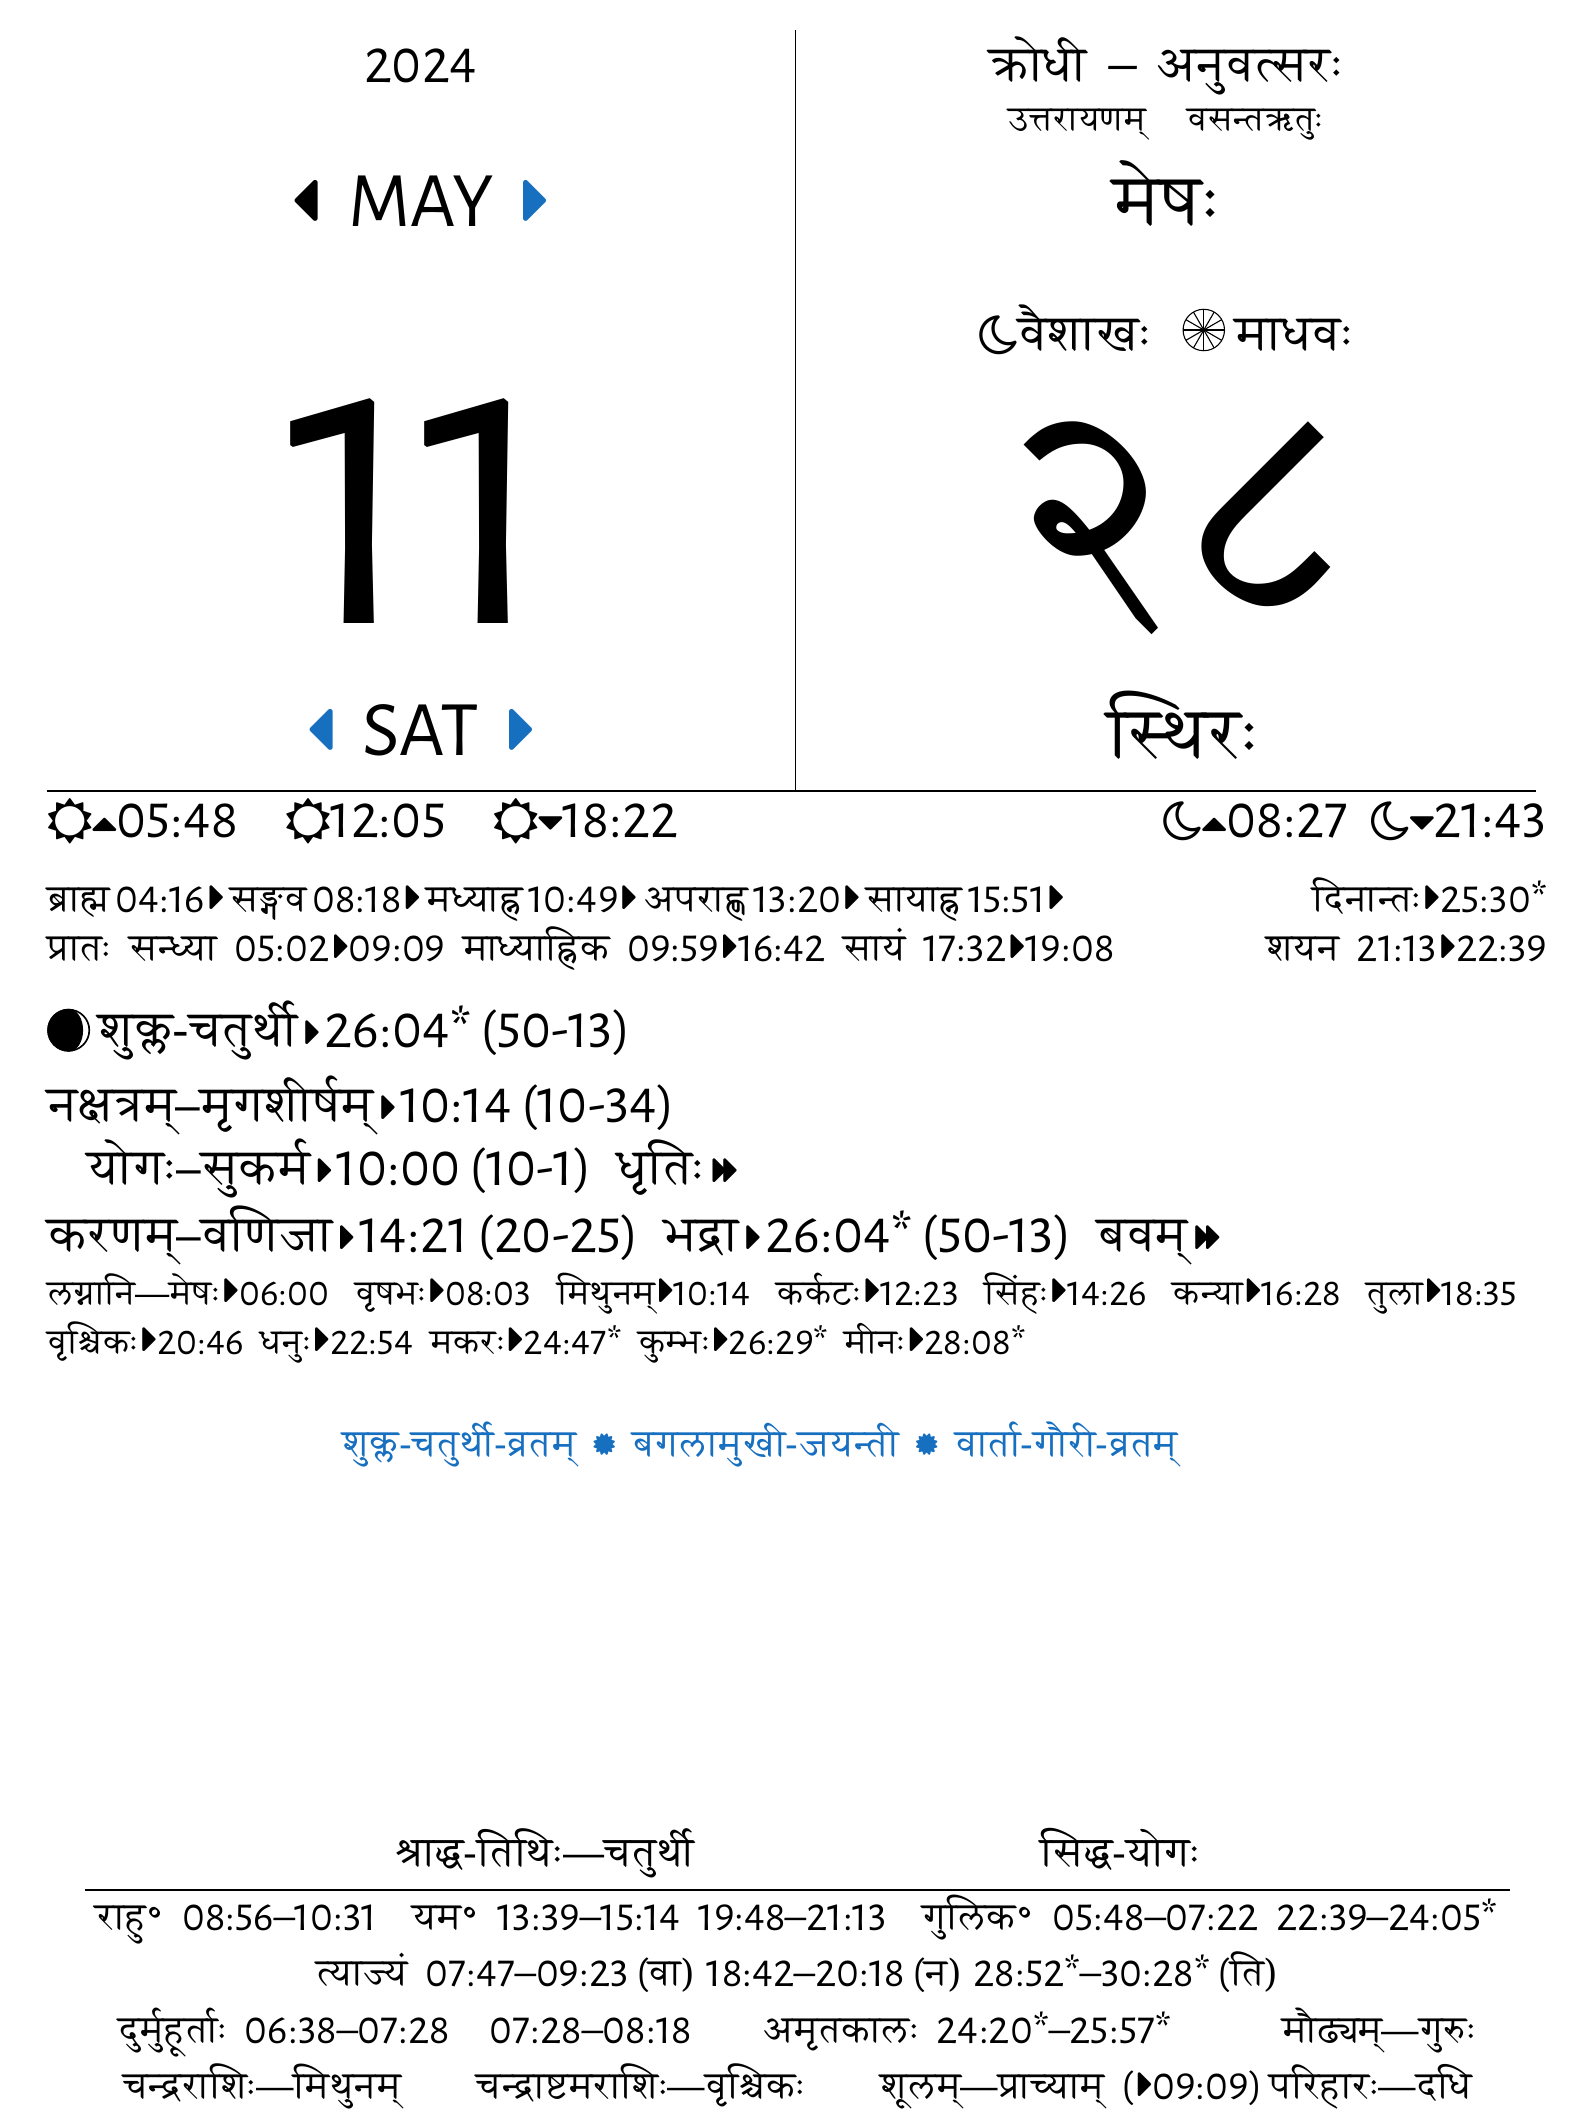 2024
MAY
11
SAT
क्रोधी – अनुवत्सरः
उत्तरायणम् वसन्तऋतुः
मेषः
वैशाखः माधवः
२८
स्थिरः
05:48 12:05 18:22 08:27 21:43
ब्राह्म 04:16 सङ्गव 08:18 मध्याह्न 10:49 अपराह्ण 13:20 सायाह्न 15:51 दिनान्तः 25:30*
प्रातः सन्ध्या 05:02 09:09 माध्याह्निक 09:59 16:42 सायं 17:32 19:08 शयन 21:13 22:39
शुक्ल-चतुर्थी 26:04* (50-13)
नक्षत्रम्–मृगशीर्षम् 10:14 (10-34)
योगः–सुकर्म 10:00 (10-1) धृतिः
करणम्–वणिजा 14:21 (20-25) भद्रा 26:04* (50-13) बवम्
लग्नानि—मेषः 06:00 वृषभः 08:03 मिथुनम् 10:14 कर्कटः 12:23 सिंहः 14:26 कन्या 16:28 तुला 18:35
वृश्चिकः 20:46 धनुः 22:54 मकरः 24:47* कुम्भः 26:29* मीनः 28:08*
शुक्ल-चतुर्थी-व्रतम् बगलामुखी-जयन्ती वार्ता-गौरी-व्रतम्
श्राद्ध-तिथिः—चतुर्थी सिद्ध-योगः
राहु॰ 08:56–10:31 यम॰ 13:39–15:14 19:48–21:13 गुलिक॰ 05:48–07:22 22:39–24:05*
त्याज्यं 07:47–09:23 (वा) 18:42–20:18 (न) 28:52*–30:28* (ति)
दुर्मुहूर्ताः 06:38–07:28 07:28–08:18 अमृतकालः 24:20*–25:57* मौढ्यम्—गुरुः
चन्द्रराशिः—मिथुनम् चन्द्राष्टमराशिः—वृश्चिकः शूलम्—प्राच्याम् (09:09) परिहारः—दधि